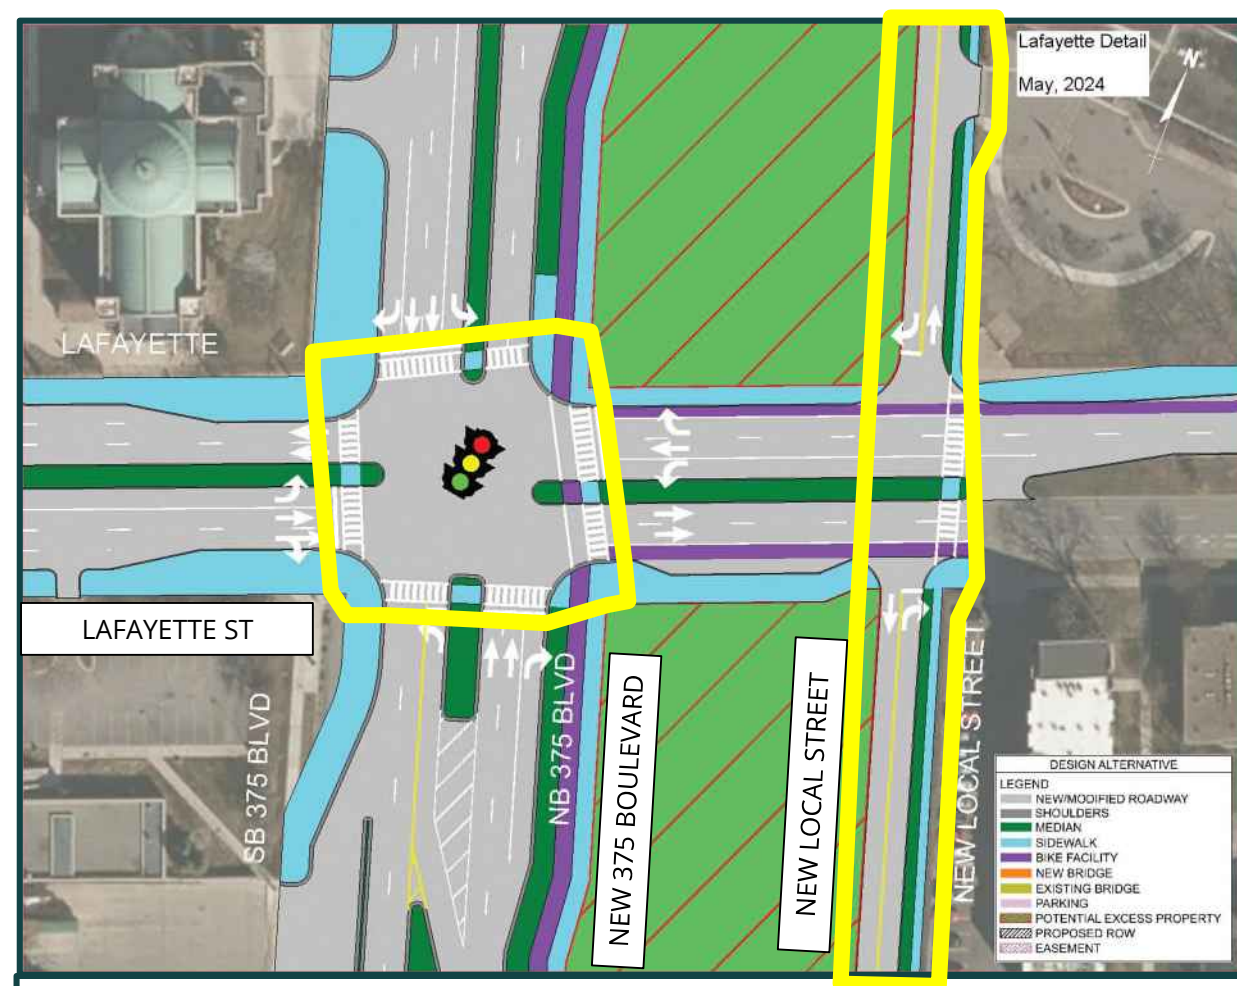 Lafayette Detail
May, 2024
N
LAFAYETTE
LAFAYETTE ST
SB 375 BLVD
NB 375 BLVD
NEW 375 BOULEVARD
NEW LOCAL STREET
NEW LOCAL STREET
DESIGN ALTERNATIVE
LEGEND
NEW/MODIFIED ROADWAY
SHOULDERS
MEDIAN
SIDEWALK
BIKE FACILITY
NEW BRIDGE
EXISTING BRIDGE
PARKING
POTENTIAL EXCESS PROPERTY
PROPOSED ROW
EASEMENT